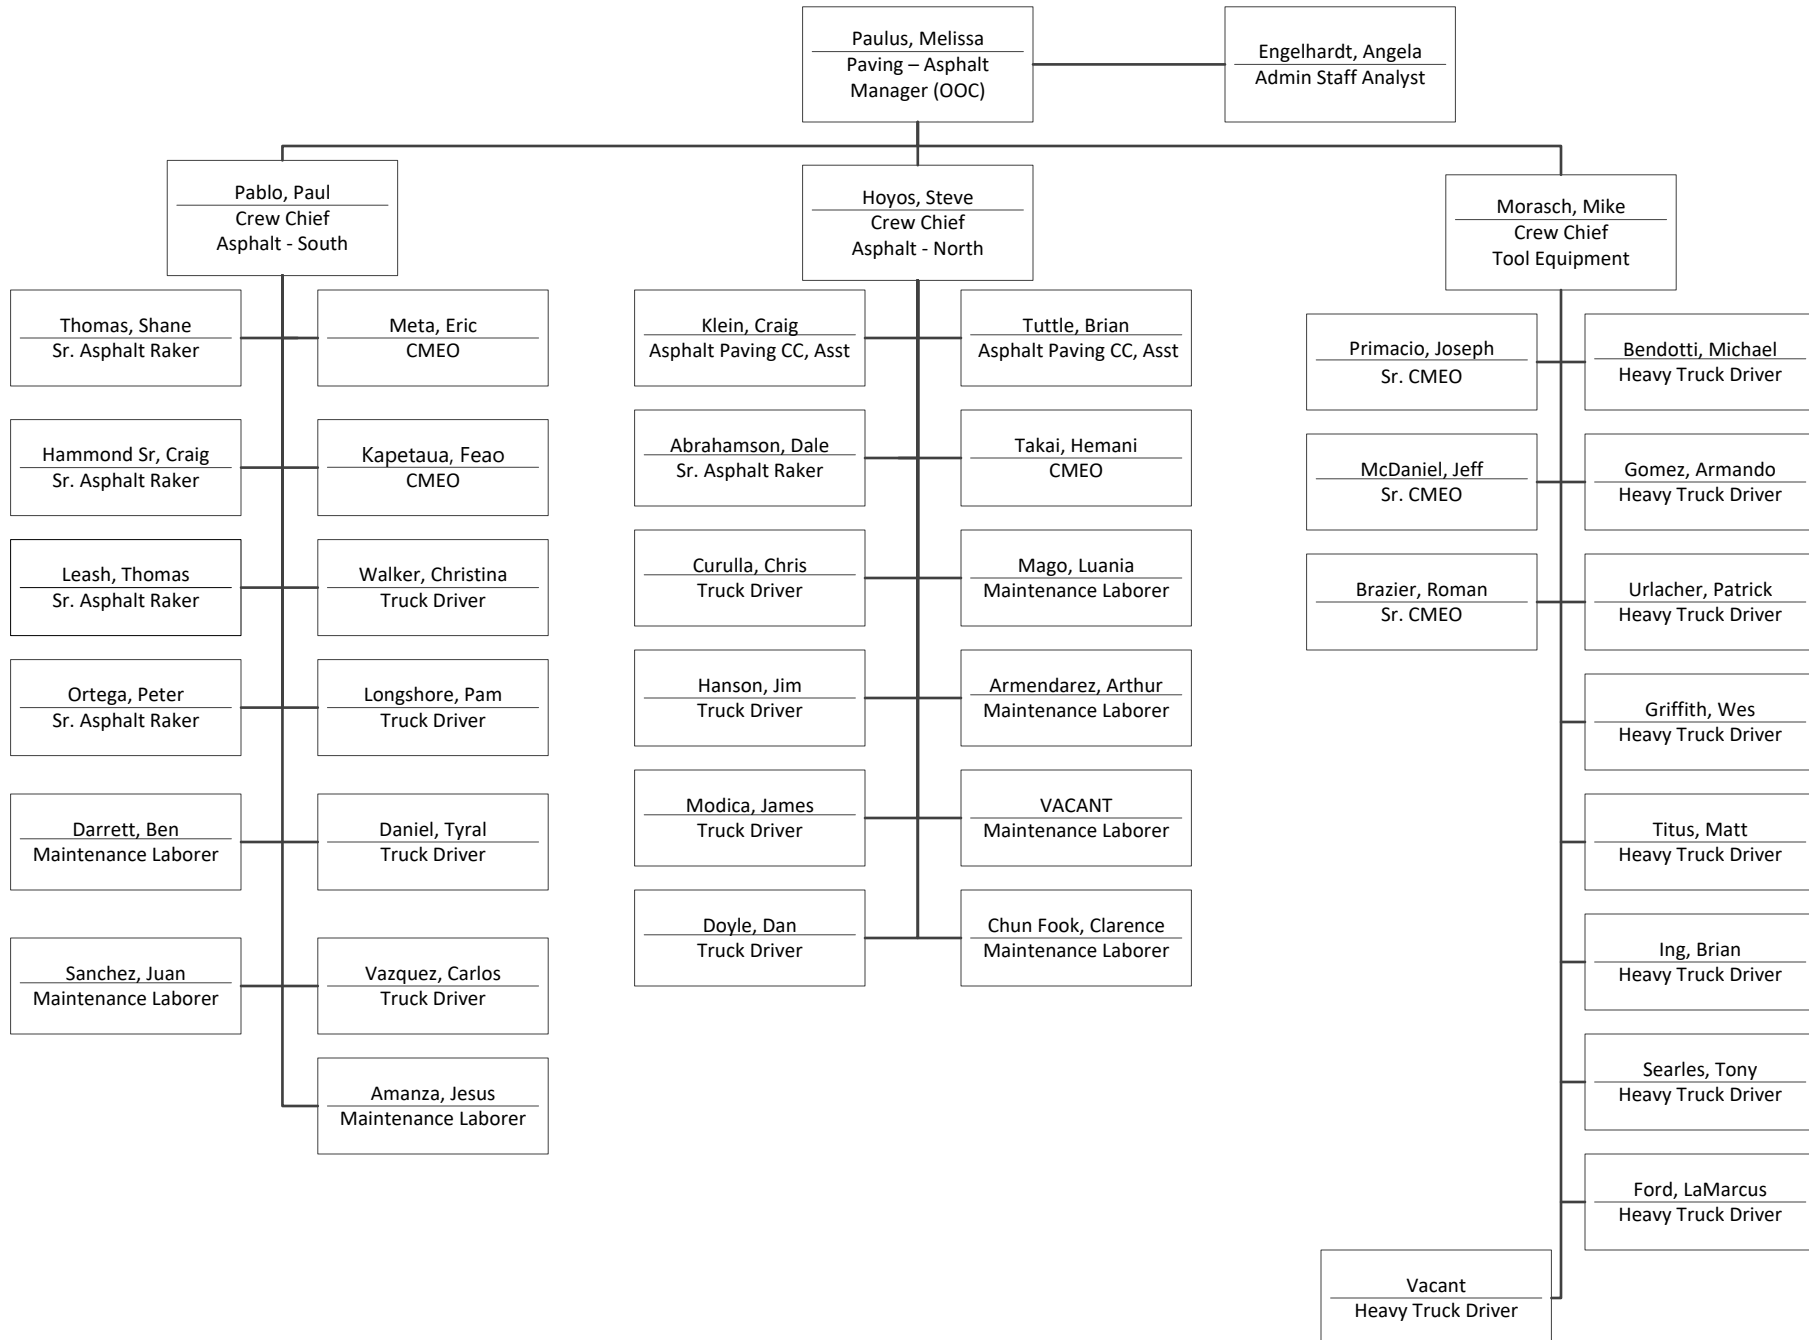 Paulus, Melissa
Paving – Asphalt
Manager (OOC)
Engelhardt, Angela
Admin Staff Analyst
Pablo, Paul
Crew Chief
Asphalt - South
Hoyos, Steve
Crew Chief
Asphalt - North
Morasch, Mike
Crew Chief
Tool Equipment
Thomas, Shane
Sr. Asphalt Raker
Meta, Eric
CMEO
Hammond Sr, Craig
Sr. Asphalt Raker
Kapetaua, Feao
CMEO
Leash, Thomas
Sr. Asphalt Raker
Walker, Christina
Truck Driver
Ortega, Peter
Sr. Asphalt Raker
Longshore, Pam
Truck Driver
Darrett, Ben
Maintenance Laborer
Daniel, Tyral
Truck Driver
Sanchez, Juan
Maintenance Laborer
Vazquez, Carlos
Truck Driver
Amanza, Jesus
Maintenance Laborer
Klein, Craig
Asphalt Paving CC, Asst
Tuttle, Brian
Asphalt Paving CC, Asst
Abrahamson, Dale
Sr. Asphalt Raker
Takai, Hemani
CMEO
Curulla, Chris
Truck Driver
Mago, Luania
Maintenance Laborer
Hanson, Jim
Truck Driver
Armendarez, Arthur
Maintenance Laborer
Modica, James
Truck Driver
VACANT
Maintenance Laborer
Doyle, Dan
Truck Driver
Chun Fook, Clarence
Maintenance Laborer
Primacio, Joseph
Sr. CMEO
Bendotti, Michael
Heavy Truck Driver
McDaniel, Jeff
Sr. CMEO
Gomez, Armando
Heavy Truck Driver
Brazier, Roman
Sr. CMEO
Urlacher, Patrick
Heavy Truck Driver
Griffith, Wes
Heavy Truck Driver
Titus, Matt
Heavy Truck Driver
Ing, Brian
Heavy Truck Driver
Searles, Tony
Heavy Truck Driver
Ford, LaMarcus
Heavy Truck Driver
Vacant
Heavy Truck Driver